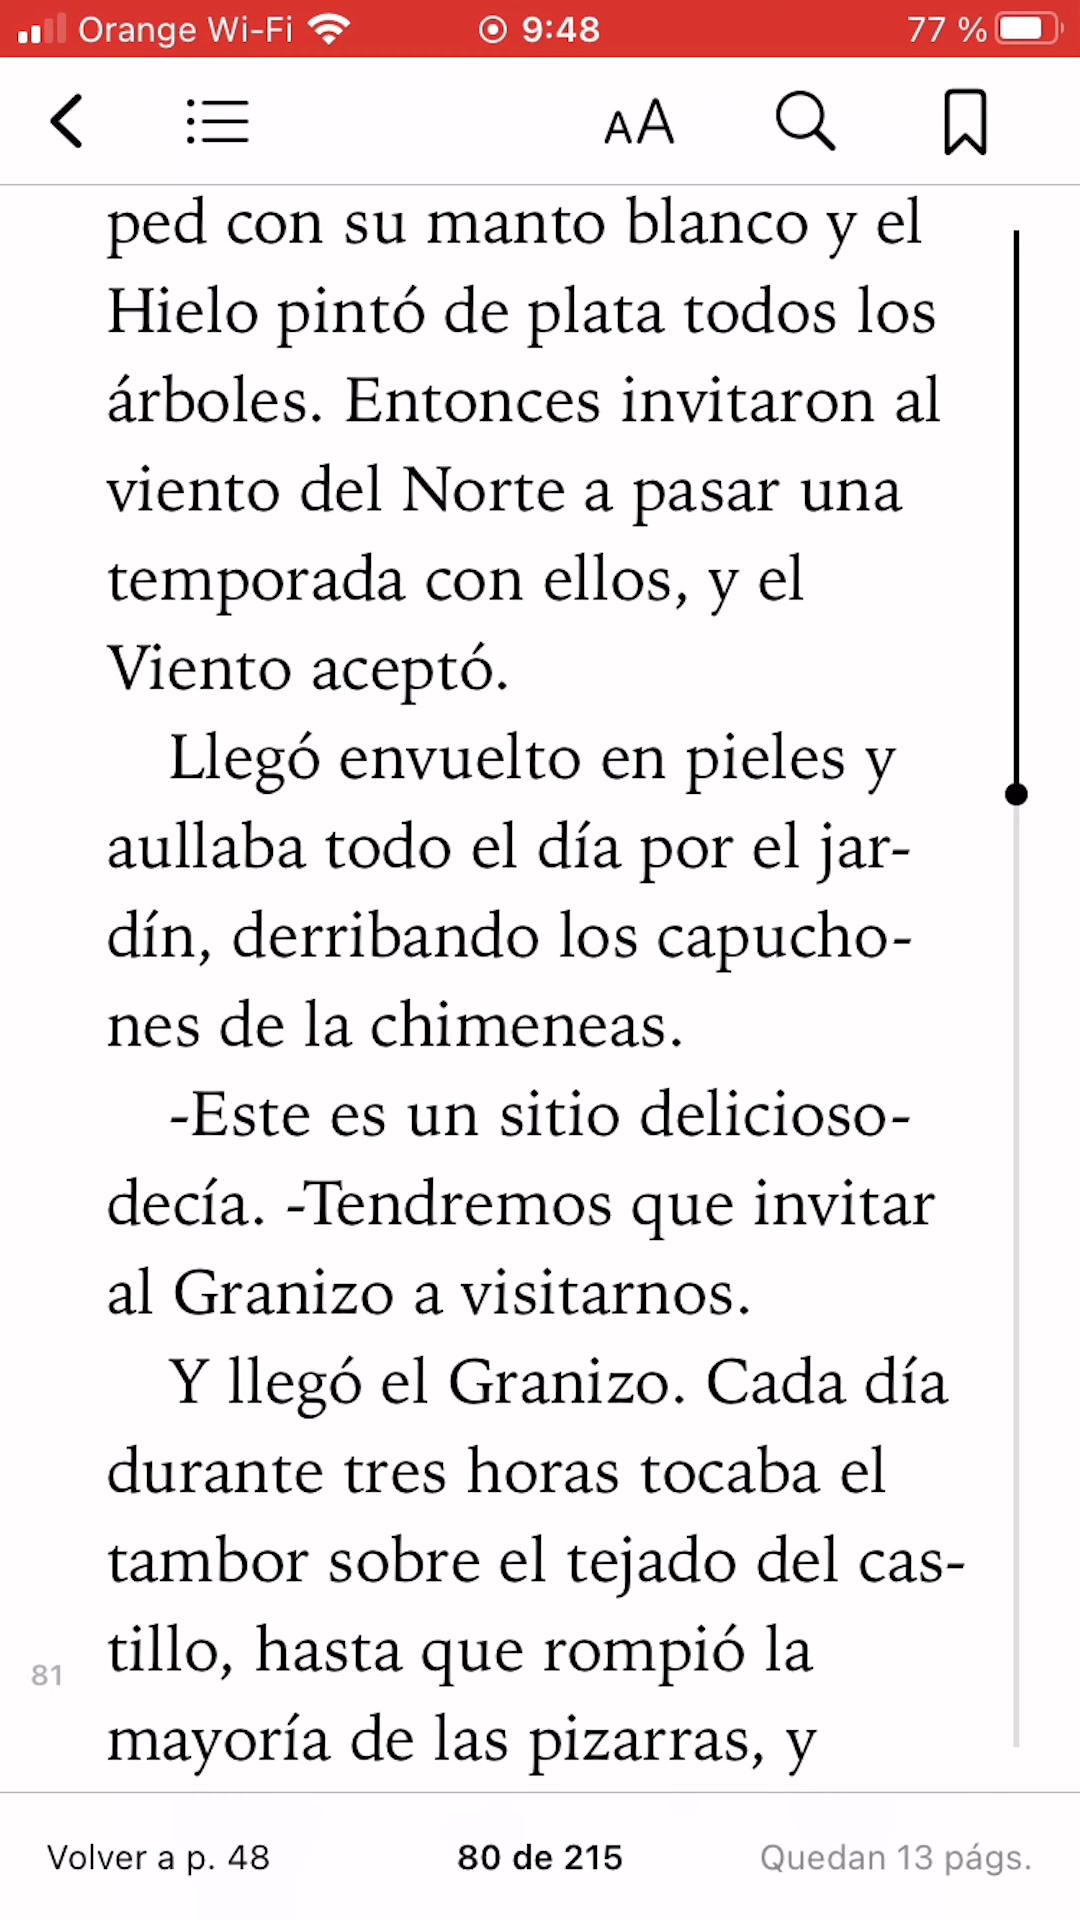 Orange Wi-Fi 9:48 77 %
AA
ped con su manto blanco y el
Hielo pintó de plata todos los
árboles. Entonces invitaron al
viento del Norte a pasar una
temporada con ellos, y el
Viento aceptó.
Llegó envuelto en pieles y
aullaba todo el día por el jar-
dín, derribando los capucho-
nes de la chimeneas.
-Este es un sitio delicioso-
decía. -Tendremos que invitar
al Granizo a visitarnos.
Y llegó el Granizo. Cada día
durante tres horas tocaba el
tambor sobre el tejado del cas-
tillo, hasta que rompió la
81
mayoría de las pizarras, y
Volver a p. 48 80 de 215 Quedan 13 págs.